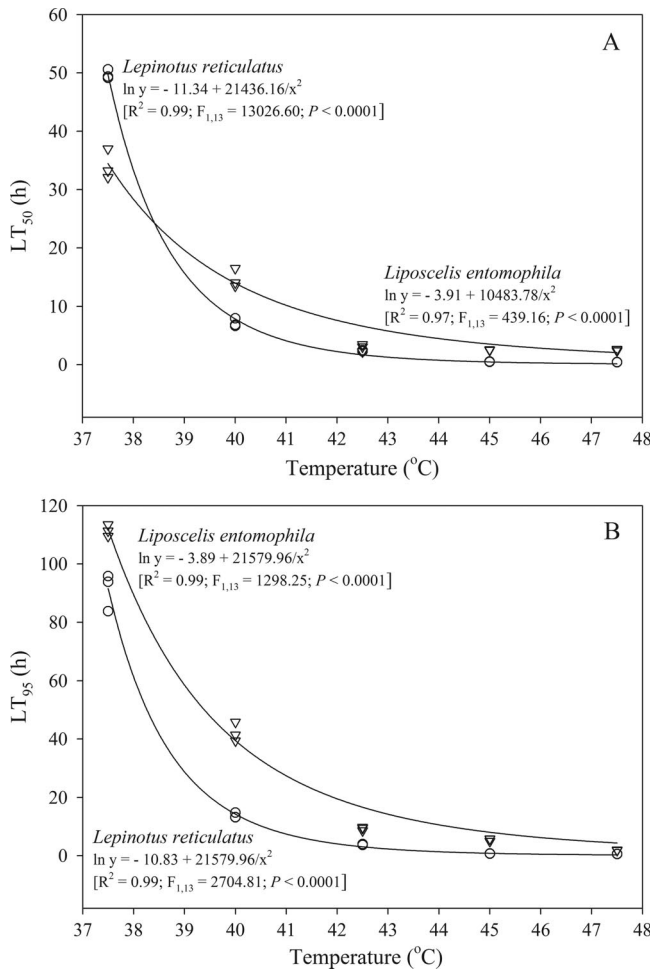 60
50
40
30
20
10
0
LT50 (h)
A
Lepinotus reticulatus
ln y = - 11.34 + 21436.16/x²
[R² = 0.99; F1,13 = 13026.60; P < 0.0001]
Liposcelis entomophila
ln y = - 3.91 + 10483.78/x²
[R² = 0.97; F1,13 = 439.16; P < 0.0001]
37 38 39 40 41 42 43 44 45 46 47 48
Temperature (°C)
120
100
80
60
40
20
0
LT95 (h)
B
Liposcelis entomophila
ln y = - 3.89 + 21579.96/x²
[R² = 0.99; F1,13 = 1298.25; P < 0.0001]
Lepinotus reticulatus
ln y = - 10.83 + 21579.96/x²
[R² = 0.99; F1,13 = 2704.81; P < 0.0001]
37 38 39 40 41 42 43 44 45 46 47 48
Temperature (°C)